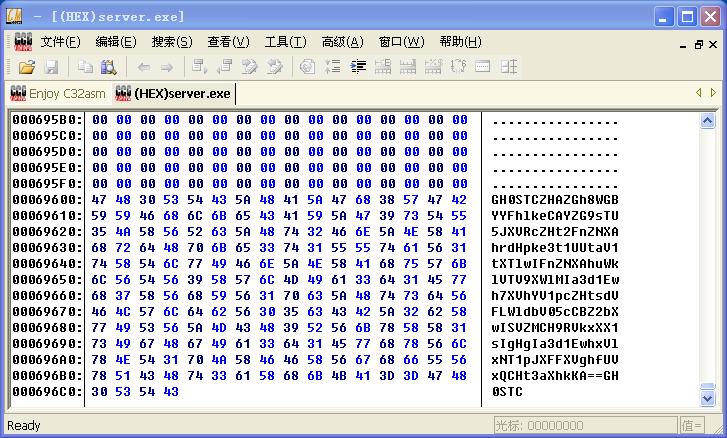 - [(HEX)server.exe]
文件(F) 编辑(E) 搜索(S) 查看(V) 工具(T) 高级(A) 窗口(W) 帮助(H)
Enjoy C32asm (HEX)server.exe
000695B0: 00 00 00 00 00 00 00 00 00 00 00 00 00 00 00 00 ................
000695C0: 00 00 00 00 00 00 00 00 00 00 00 00 00 00 00 00 ................
000695D0: 00 00 00 00 00 00 00 00 00 00 00 00 00 00 00 00 ................
000695E0: 00 00 00 00 00 00 00 00 00 00 00 00 00 00 00 00 ................
000695F0: 00 00 00 00 00 00 00 00 00 00 00 00 00 00 00 00 ................
00069600: 47 48 30 53 54 43 5A 48 41 5A 47 68 38 57 47 42 GH0STCZHAZGh8WGB
00069610: 59 59 46 68 6C 6B 65 43 41 59 5A 47 39 73 54 55 YYFhlkeCAYZG9sTU
00069620: 35 4A 58 56 52 63 5A 48 74 32 46 6E 5A 4E 58 41 5JXVRcZHt2FnZNXA
00069630: 68 72 64 48 70 6B 65 33 74 31 55 55 74 61 56 31 hrdHpke3t1UUtaV1
00069640: 74 58 54 6C 77 49 46 6E 5A 4E 58 41 68 75 57 6B tXTlwIFnZNXAhuWk
00069650: 6C 56 54 56 39 58 57 6C 4D 49 61 33 64 31 45 77 lVTV9XWlMIa3d1Ew
00069660: 68 37 58 56 68 59 56 31 70 63 5A 48 74 73 64 56 h7XVhYV1pcZHtsdV
00069670: 46 4C 57 6C 64 62 56 30 35 63 43 42 5A 32 62 58 FLWldbV05cCBZ2bX
00069680: 77 49 53 56 5A 4D 43 48 39 52 56 6B 78 58 58 31 wISVZMCH9RVkxXX1
00069690: 73 49 67 48 67 49 61 33 64 31 45 77 68 78 56 6C sIgHgIa3d1EwhxVl
000696A0: 78 4E 54 31 70 4A 58 46 46 58 56 67 68 66 55 56 xNT1pJXFFXVghfUV
000696B0: 78 51 43 48 74 33 61 58 68 6B 4B 41 3D 3D 47 48 xQCHt3aXhkKA==GH
000696C0: 30 53 54 43 0STC
Ready 光标: 00000000 值=